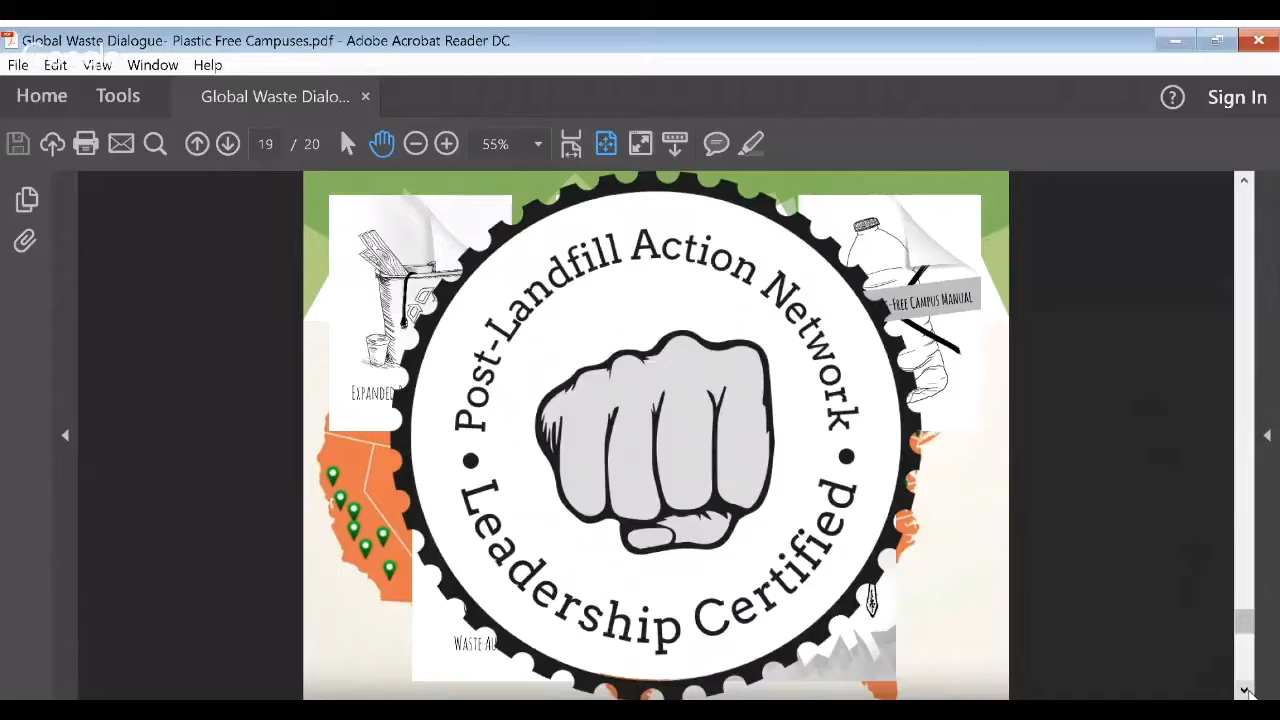 Global Waste Dialogue- Plastic Free Campuses.pdf - Adobe Acrobat Reader DC
File Edit View Window Help
Home Tools Global Waste Dialo... × Sign In
19 / 20 55%
Post-Landfill Action Network
Leadership Certified
-Free Campus Manual
Expanded
Waste Au